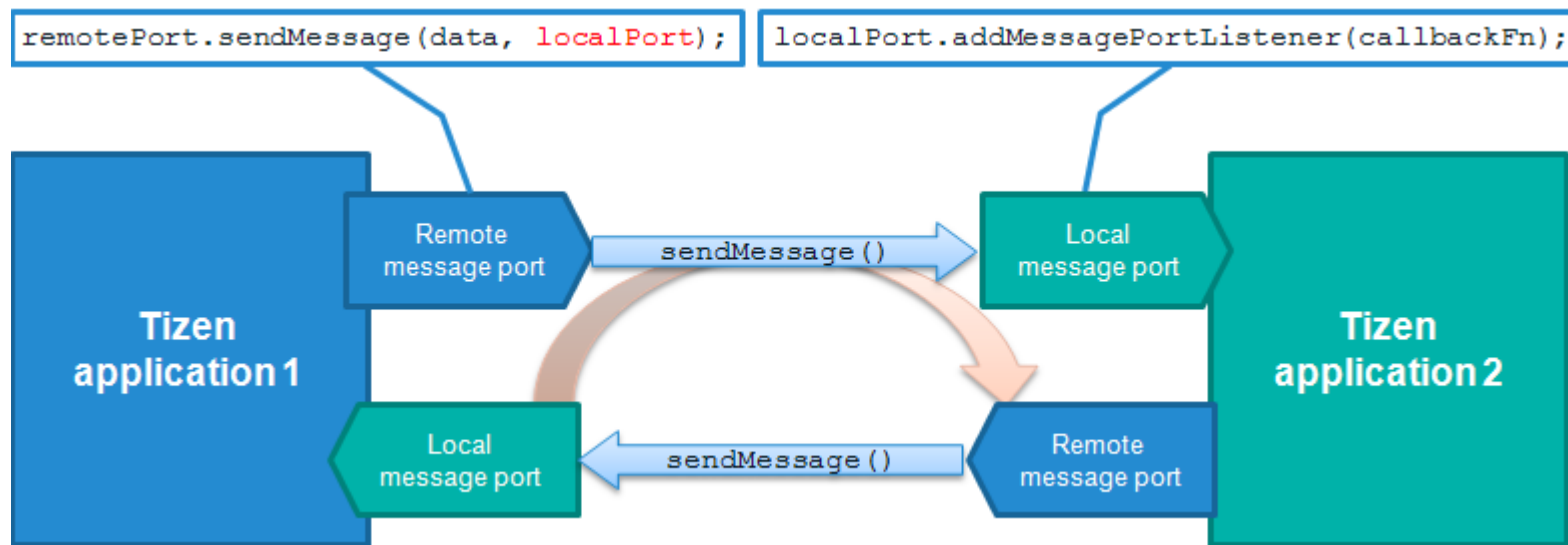 remotePort.sendMessage(data, localPort);
localPort.addMessagePortListener(callbackFn);
Remote
message port
sendMessage()
Local
message port
Tizen
application 1
Tizen
application 2
Local
message port
sendMessage()
Remote
message port